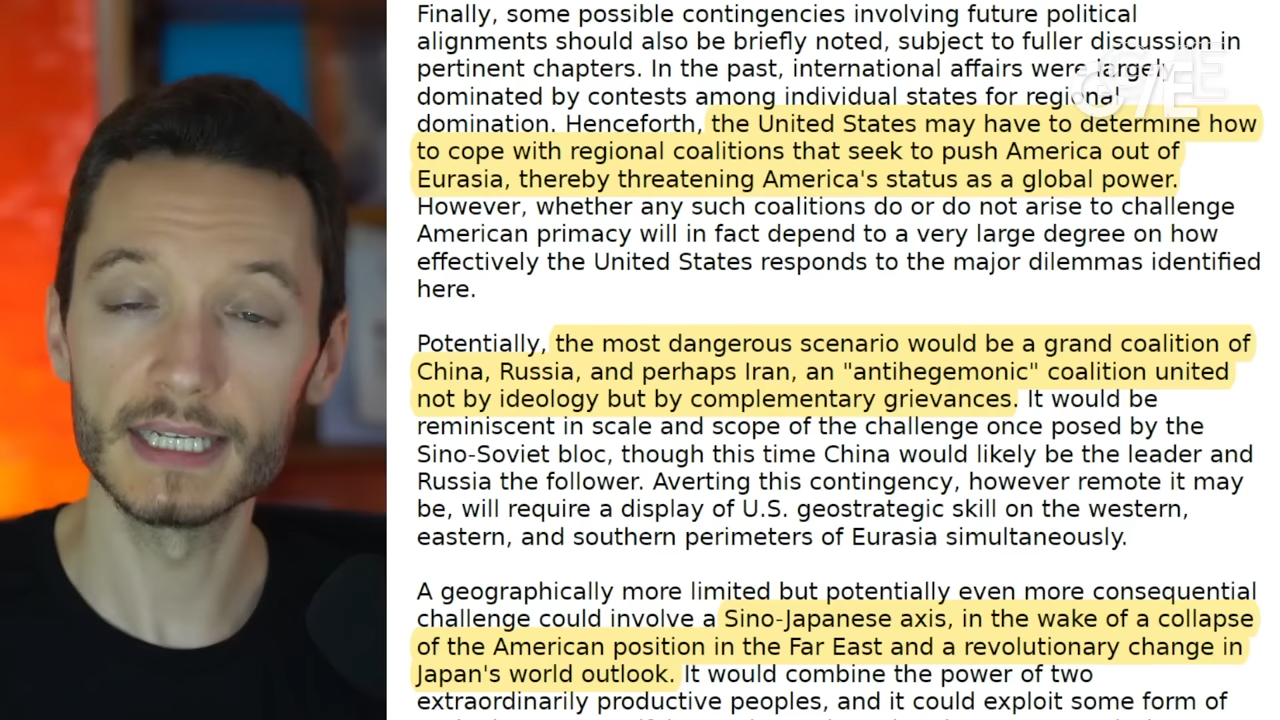 Finally, some possible contingencies involving future political
alignments should also be briefly noted, subject to fuller discussion in
pertinent chapters. In the past, international affairs were largely
dominated by contests among individual states for regional
domination. Henceforth, the United States may have to determine how
to cope with regional coalitions that seek to push America out of
Eurasia, thereby threatening America's status as a global power.
However, whether any such coalitions do or do not arise to challenge
American primacy will in fact depend to a very large degree on how
effectively the United States responds to the major dilemmas identified
here.
Potentially, the most dangerous scenario would be a grand coalition of
China, Russia, and perhaps Iran, an "antihegemonic" coalition united
not by ideology but by complementary grievances. It would be
reminiscent in scale and scope of the challenge once posed by the
Sino-Soviet bloc, though this time China would likely be the leader and
Russia the follower. Averting this contingency, however remote it may
be, will require a display of U.S. geostrategic skill on the western,
eastern, and southern perimeters of Eurasia simultaneously.
A geographically more limited but potentially even more consequential
challenge could involve a Sino-Japanese axis, in the wake of a collapse
of the American position in the Far East and a revolutionary change in
Japan's world outlook. It would combine the power of two
extraordinarily productive peoples, and it could exploit some form of